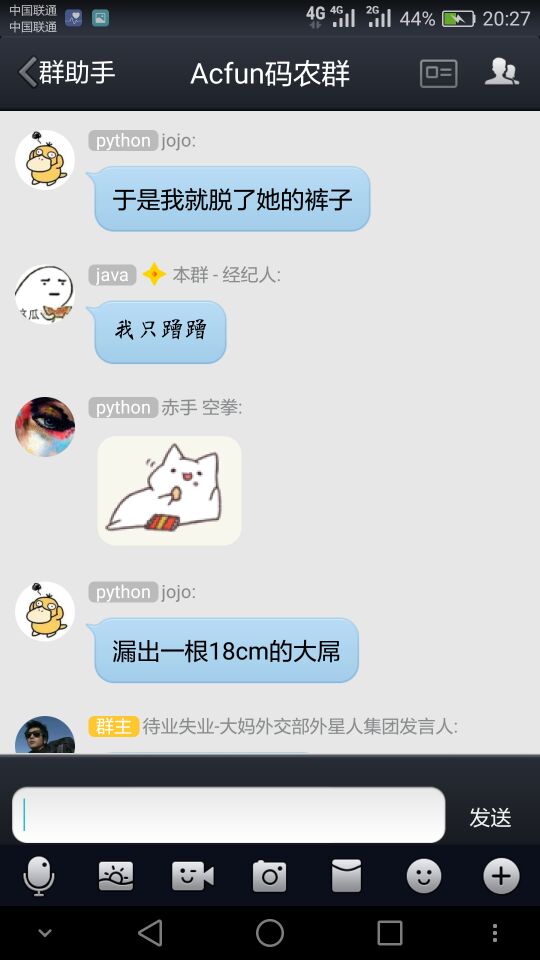 中国联通
中国联通
4G 4G 2G 44% 20:27
群助手 Acfun码农群
python jojo:
于是我就脱了她的裤子
java 本群 - 经纪人:
我只蹭蹭
python 赤手 空拳:
python jojo:
漏出一根18cm的大屌
群主 待业失业-大妈外交部外星人集团发言人:
发送